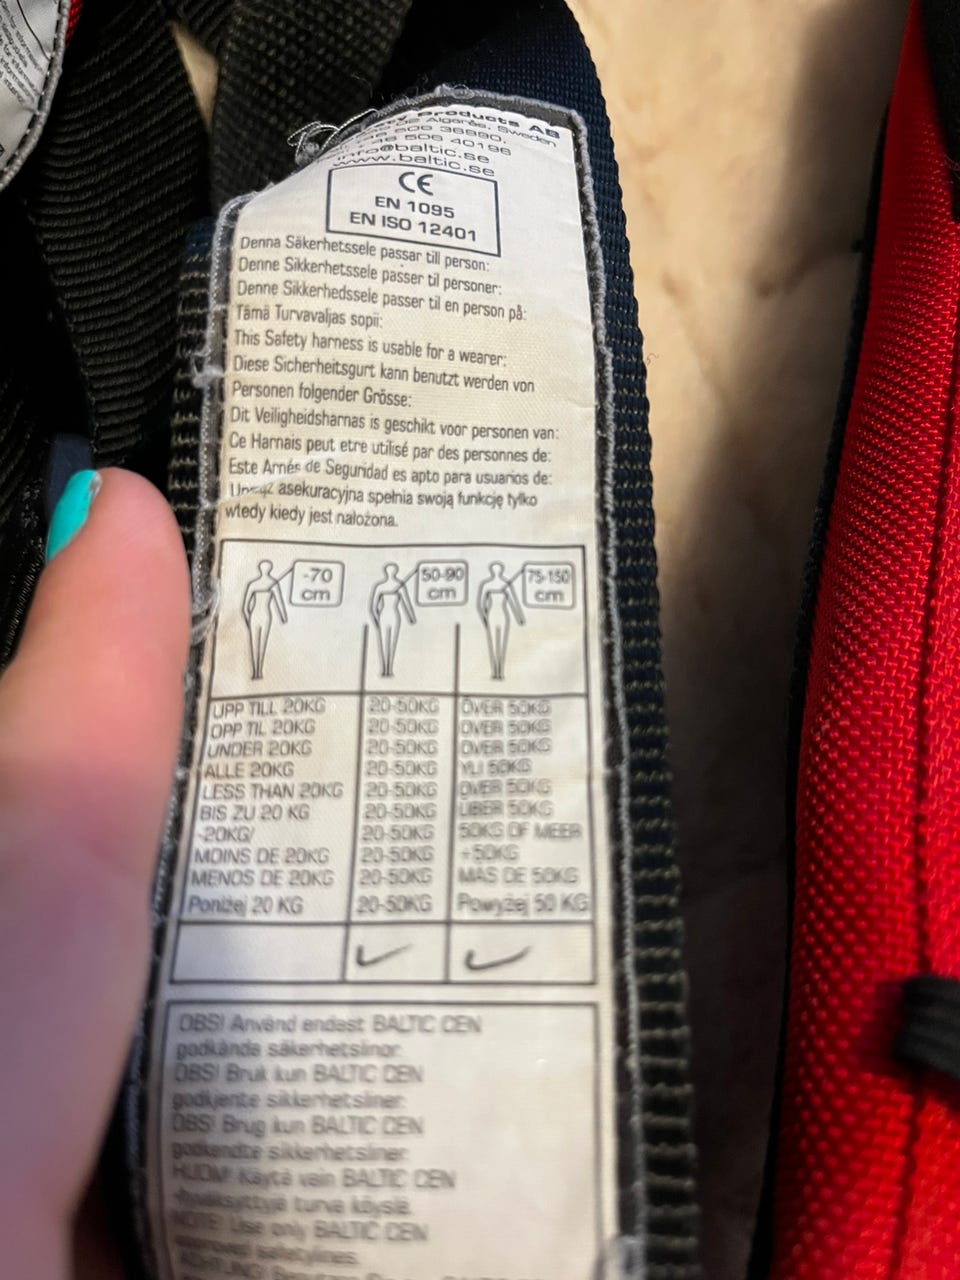 Products AB
Sweden
506 40196
info@baltic.se
www.baltic.se
CE
EN 1095
EN ISO 12401
Denna Säkerhetssele passar till person:
Denne Sikkerhetssele passer til personer:
Denne Sikkerhedssele passer til en person på:
Tämä Turvavaljas sopii:
This Safety harness is usable for a wearer:
Diese Sicherheitsgurt kann benutzt werden von
Personen folgender Grösse:
Dit Veiligheidsharnas is geschikt voor personen van:
Ce Harnais peut etre utilisé par des personnes de:
Este Arnés de Seguridad es apto para usuarios de:
asekuracyjna spełnia swoją funkcję tylko
wtedy kiedy jest nałożona.
-70 cm 50-90 cm 75-150 cm
UPP TILL 20KG 20-50KG ÖVER 50KG
OPP TIL 20KG 20-50KG OVER 50KG
UNDER 20KG 20-50KG OVER 50KG
ALLE 20KG 20-50KG YLI 50KG
LESS THAN 20KG 20-50KG OVER 50KG
BIS ZU 20 KG 20-50KG ÜBER 50KG
-20KG/ 20-50KG 50KG OF MEER
MOINS DE 20KG 20-50KG +50KG
MENOS DE 20KG 20-50KG MAS DE 50KG
Poniżej 20 KG 20-50KG Powyżej 50 KG
OBS! Använd endast BALTIC CEN
godkända säkerhetslinor.
OBS! Bruk kun BALTIC CEN
godkjente sikkerhetsliner.
OBS! Brug kun BALTIC CEN
godkendte sikkerhetsliner.
HUOM! Käytä vain BALTIC CEN
turva köysiä.
NOTE! Use only BALTIC CEN
safetylines.